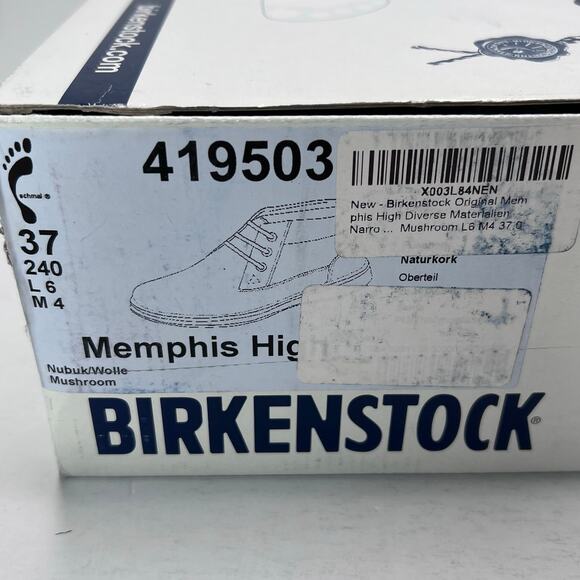 birkenstock.com
419503
X003L84NEN
New - Birkenstock Original Mem
phis High Diverse Materialien
Narro ... Mushroom L6 M4 37.0
schmal ®
37
240
L 6
M 4
Naturkork
Oberteil
Memphis Hig
Nubuk/Wolle
Mushroom
BIRKENSTOCK®